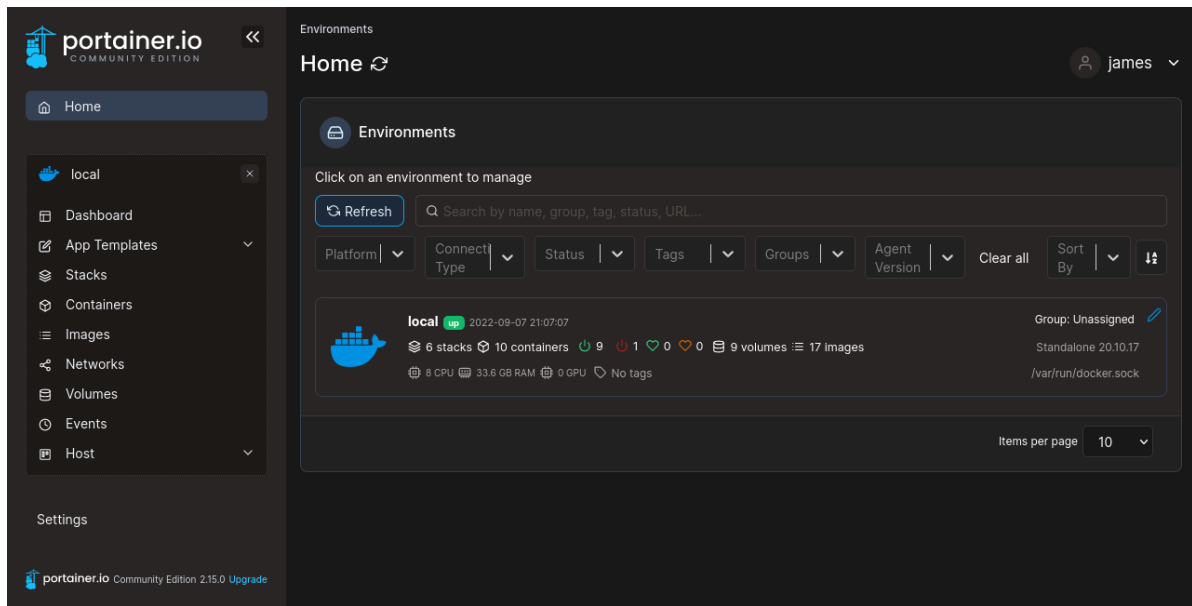 portainer.io
COMMUNITY EDITION
Home
local
Dashboard
App Templates
Stacks
Containers
Images
Networks
Volumes
Events
Host
Settings
portainer.io Community Edition 2.15.0 Upgrade
Environments
Home
james
Environments
Click on an environment to manage
Refresh
Search by name, group, tag, status, URL...
Platform
Connecti
Type
Status
Tags
Groups
Agent
Version
Clear all
Sort
By
local up 2022-09-07 21:07:07
6 stacks 10 containers 9 1 0 0 9 volumes 17 images
8 CPU 33.6 GB RAM 0 GPU No tags
Group: Unassigned
Standalone 20.10.17
/var/run/docker.sock
Items per page 10